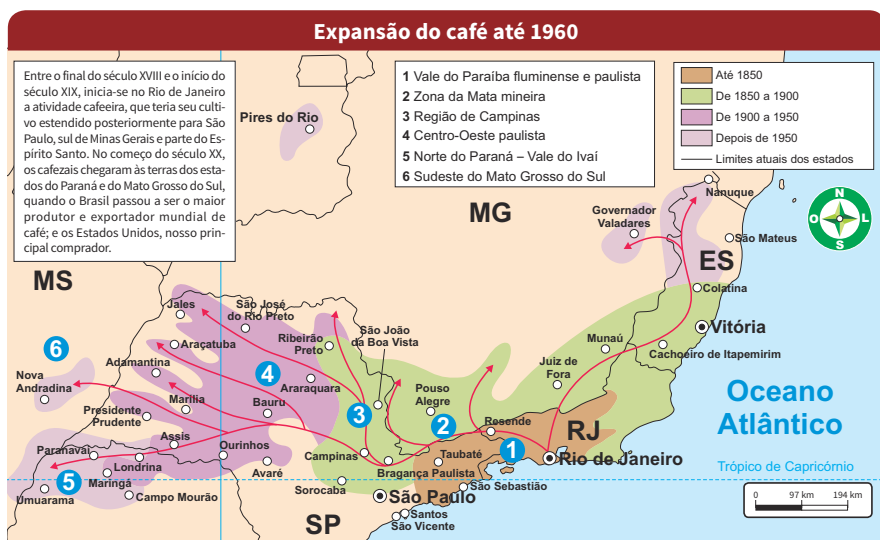 Expansão do café até 1960
Entre o final do século XVIII e o início do
século XIX, inicia-se no Rio de Janeiro
a atividade cafeeira, que teria seu culti-
vo estendido posteriormente para São
Paulo, sul de Minas Gerais e parte do Es-
pírito Santo. No começo do século XX,
os cafezais chegaram às terras dos esta-
dos do Paraná e do Mato Grosso do Sul,
quando o Brasil passou a ser o maior
produtor e exportador mundial de
café; e os Estados Unidos, nosso prin-
cipal comprador.
1 Vale do Paraíba fluminense e paulista
2 Zona da Mata mineira
3 Região de Campinas
4 Centro-Oeste paulista
5 Norte do Paraná – Vale do Ivaí
6 Sudeste do Mato Grosso do Sul
Até 1850
De 1850 a 1900
De 1900 a 1950
Depois de 1950
Limites atuais dos estados
Pires do Rio
MG
Nanuque
Governador
Valadares
São Mateus
N
O
L
S
ES
MS
Colatina
Jales
São José
do Rio Preto
São João
da Boa Vista
Vitória
6
Araçatuba
Ribeirão
Preto
Munaú
Cachoeiro de Itapemirim
Adamantina
4
Araraquara
Juiz de
Fora
Nova
Andradina
Marília
Bauru
3
Pouso
Alegre
2
Oceano
Atlântico
Presidente
Prudente
Resende
RJ
Assis
Ourinhos
1
Paranavaí
Londrina
Campinas
Taubaté
Rio de Janeiro
Maringá
Avaré
Bragança Paulista
Trópico de Capricórnio
5
Umuarama
Campo Mourão
Sorocaba
São Sebastião
São Paulo
Santos
São Vicente
SP
0 97 km 194 km